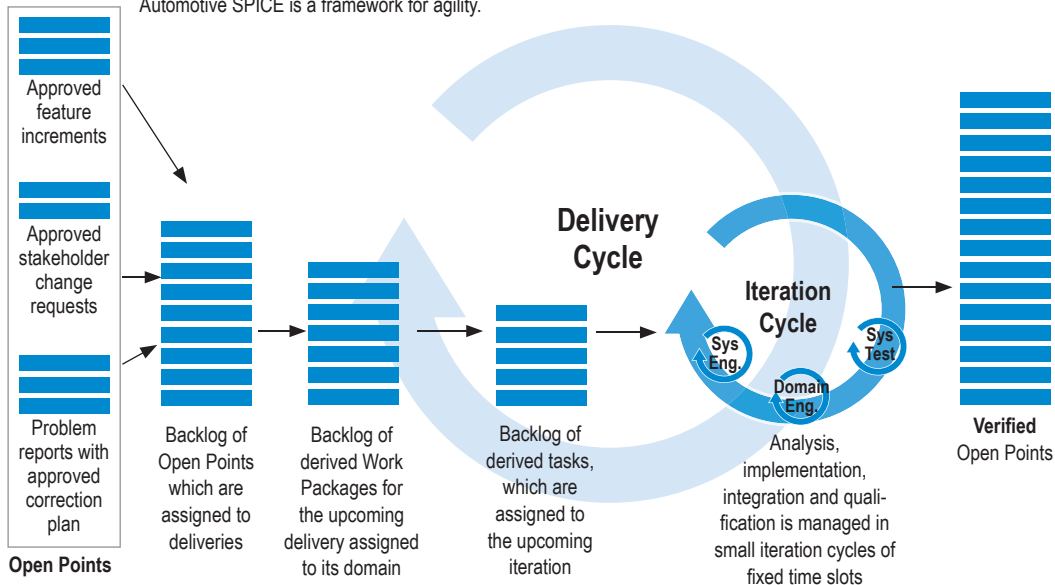 Automotive SPICE is a framework for agility.
Approved
feature
increments
Approved
stakeholder
change
requests
Problem
reports with
approved
correction
plan
Open Points
Backlog of
Open Points
which are
assigned to
deliveries
Backlog of
derived Work
Packages for
the upcoming
delivery assigned
to its domain
Backlog of
derived tasks,
which are
assigned to
the upcoming
iteration
Delivery
Cycle
Iteration
Cycle
Sys
Eng.
Domain
Eng.
Sys
Test
Analysis,
implementation,
integration and quali-
fication is managed in
small iteration cycles of
fixed time slots
Verified
Open Points